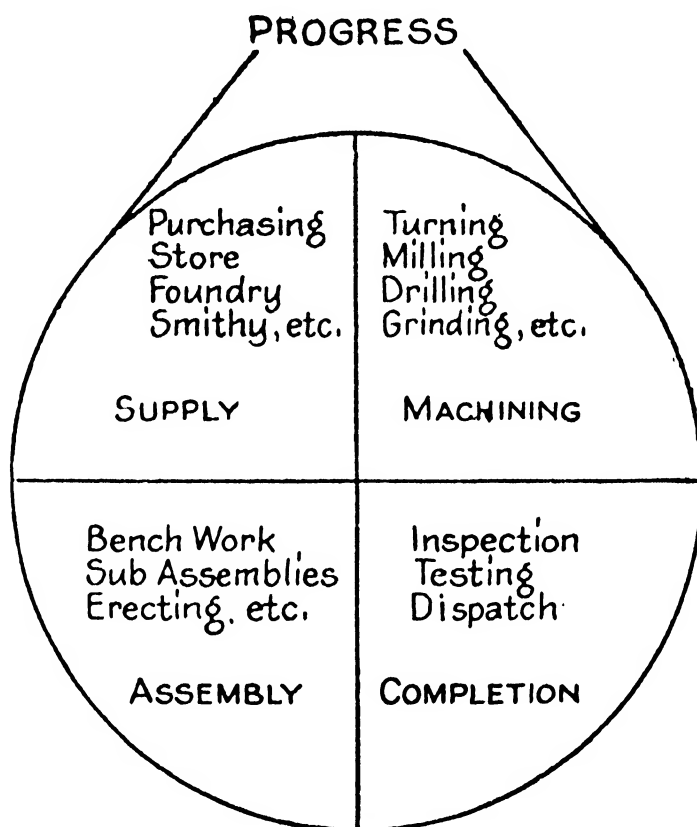 PROGRESS
Purchasing
Store
Foundry
Smithy, etc.
SUPPLY
Turning
Milling
Drilling
Grinding, etc.
MACHINING
Bench Work
Sub Assemblies
Erecting, etc.
ASSEMBLY
Inspection
Testing
Dispatch
COMPLETION